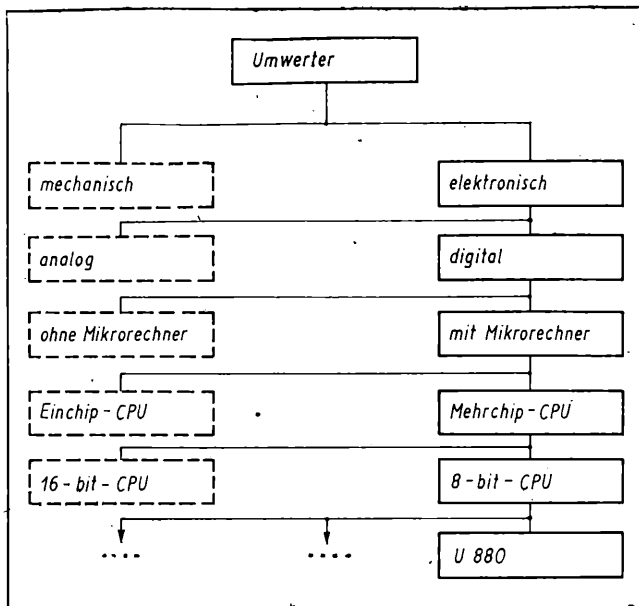 Umwerter
mechanisch
elektronisch
analog
digital
ohne Mikrorechner
mit Mikrorechner
Einchip-CPU
Mehrchip-CPU
16-bit-CPU
8-bit-CPU
....
....
U 880